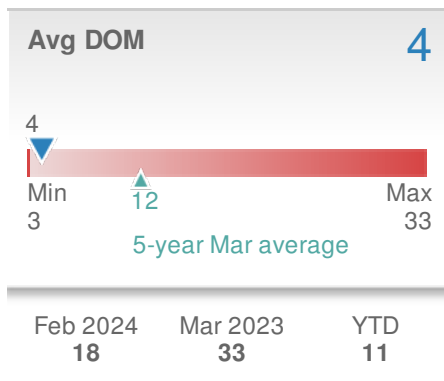 Avg DOM 4
4
Min Max
3 12 33
5-year Mar average
Feb 2024 Mar 2023 YTD
18 33 11